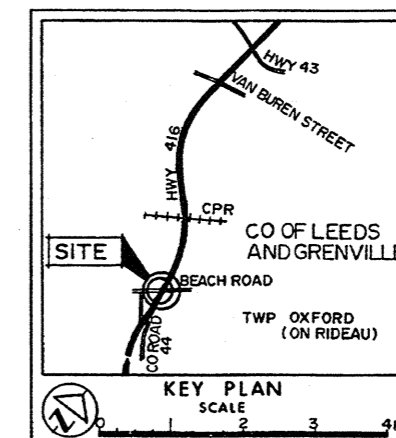 HWY 43
VAN BUREN STREET
HWY 416
CPR
CO OF LEEDS
AND GRENVILLE
SITE
BEACH ROAD
TWP OXFORD
(ON RIDEAU)
CO ROAD
44
KEY PLAN
SCALE
N
0 1 2 3